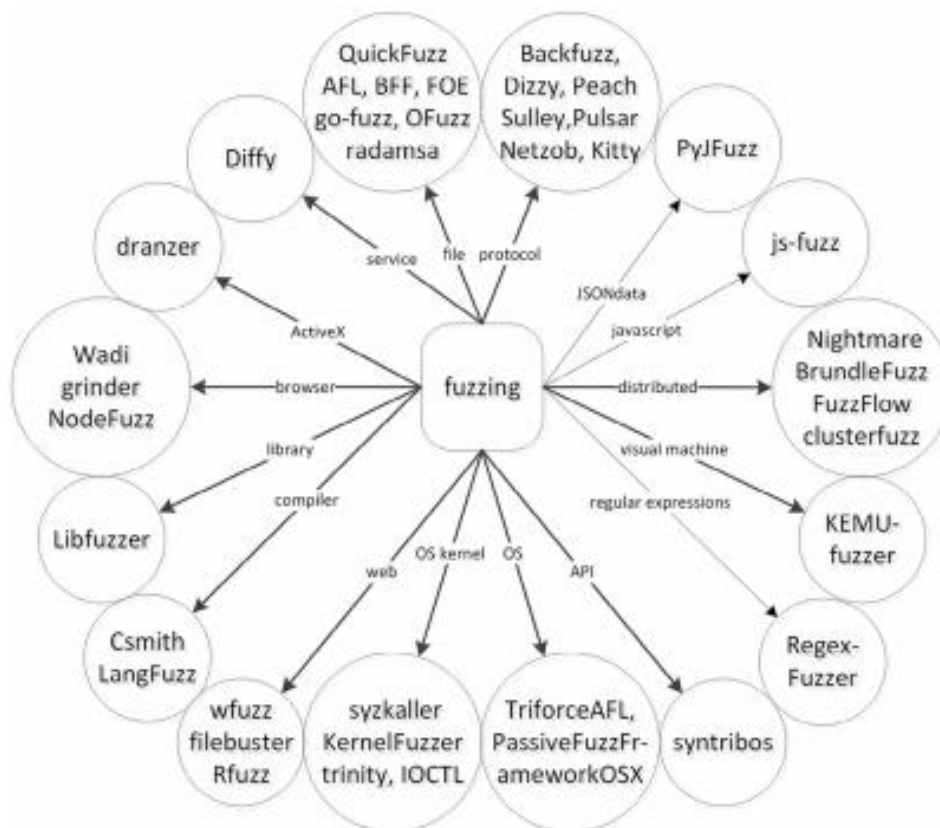 QuickFuzz
AFL, BFF, FOE
go-fuzz, OFuzz
radamsa
Backfuzz,
Dizzy, Peach
Sulley,Pulsar
Netzob, Kitty
Diffy
PyJFuzz
dranzer
js-fuzz
service
file
protocol
JSONdata
javascript
ActiveX
Wadi
grinder
NodeFuzz
browser
fuzzing
distributed
Nightmare
BrundleFuzz
FuzzFlow
clusterfuzz
library
visual machine
compiler
regular expressions
Libfuzzer
KEMU-
fuzzer
web
OS kernel
OS
API
Csmith
LangFuzz
Regex-
Fuzzer
wfuzz
filebuster
Rfuzz
syzkaller
KernelFuzzer
trinity, IOCTL
TriforceAFL,
PassiveFuzzFr-
ameworkOSX
syntribos